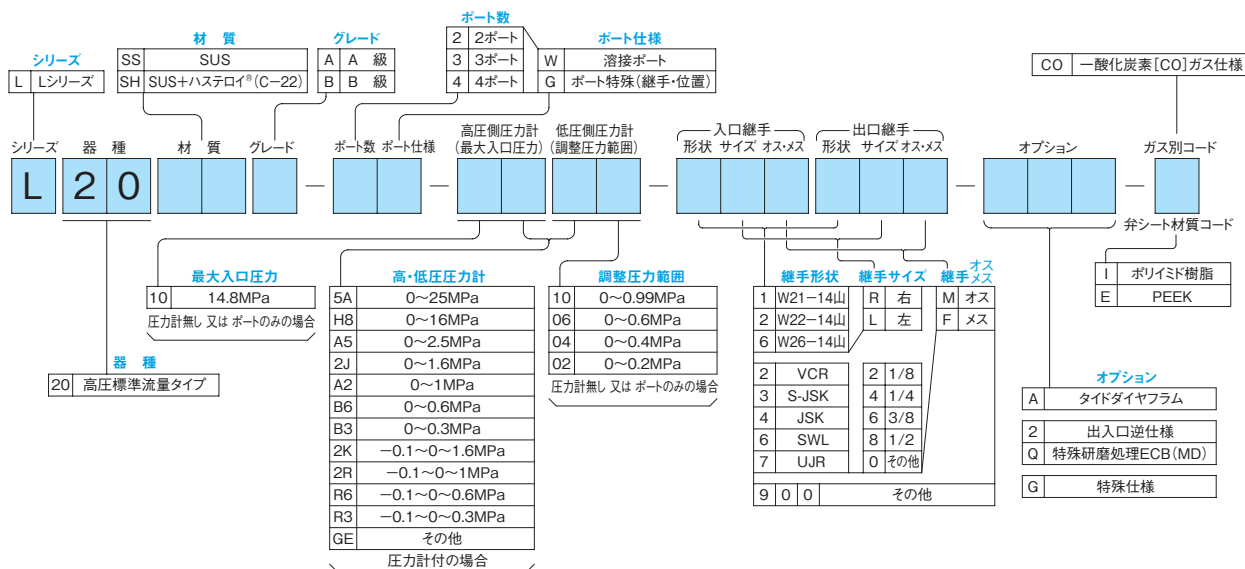 シリーズ
L Lシリーズ
材 質
SS SUS
SH SUS+ハステロイ®(C−22)
グレード
A A 級
B B 級
ポート数
2 2ポート
3 3ポート
4 4ポート
ポート仕様
W 溶接ポート
G ポート特殊(継手・位置)
CO 一酸化炭素[CO]ガス仕様
シリーズ 器 種 材 質 グレード ポート数 ポート仕様
高圧側圧力計
(最大入口圧力)
低圧側圧力計
(調整圧力範囲)
入口継手
形状 サイズ オス・メス
出口継手
形状 サイズ オス・メス
オプション
ガス別コード
L 2 0 — — — — —
弁シート材質コード
I ポリイミド樹脂
E PEEK
最大入口圧力
10 14.8MPa
圧力計無し 又は ポートのみの場合
器 種
20 高圧標準流量タイプ
高・低圧圧力計
5A 0〜25MPa
H8 0〜16MPa
A5 0〜2.5MPa
2J 0〜1.6MPa
A2 0〜1MPa
B6 0〜0.6MPa
B3 0〜0.3MPa
2K −0.1〜0〜1.6MPa
2R −0.1〜0〜1MPa
R6 −0.1〜0〜0.6MPa
R3 −0.1〜0〜0.3MPa
GE その他
圧力計付の場合
調整圧力範囲
10 0〜0.99MPa
06 0〜0.6MPa
04 0〜0.4MPa
02 0〜0.2MPa
圧力計無し 又は ポートのみの場合
継手形状
1 W21−14山
2 W22−14山
6 W26−14山
2 VCR
3 S-JSK
4 JSK
6 SWL
7 UJR
継手サイズ
R 右
L 左
2 1/8
4 1/4
6 3/8
8 1/2
0 その他
継手オスメス
M オス
F メス
9 0 0 その他
オプション
A タイドダイヤフラム
2 出入口逆仕様
Q 特殊研磨処理ECB(MD)
G 特殊仕様